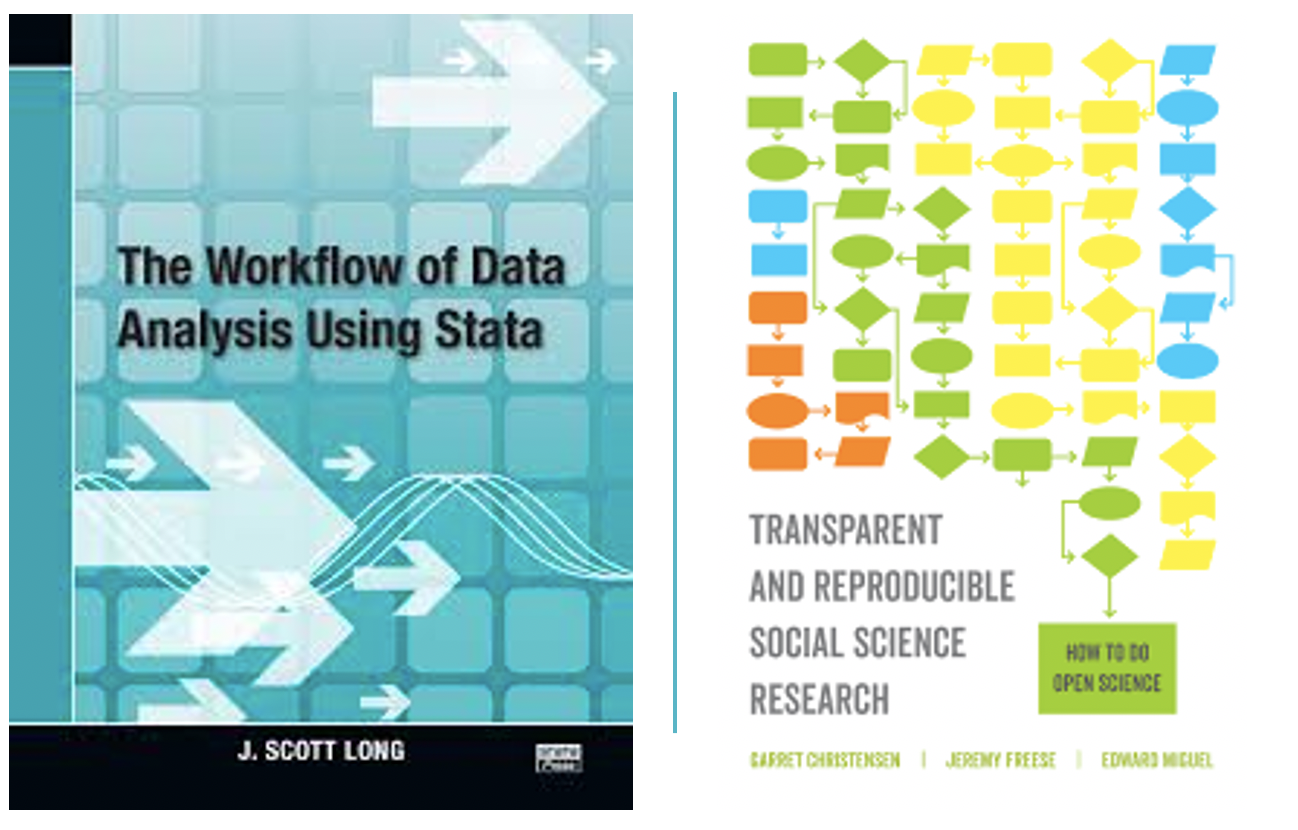 The Workflow of Data
Analysis Using Stata
J. SCOTT LONG
TRANSPARENT
AND REPRODUCIBLE
SOCIAL SCIENCE
RESEARCH
HOW TO DO
OPEN SCIENCE
GARRET CHRISTENSEN | JEREMY FREESE | EDWARD MIGUEL